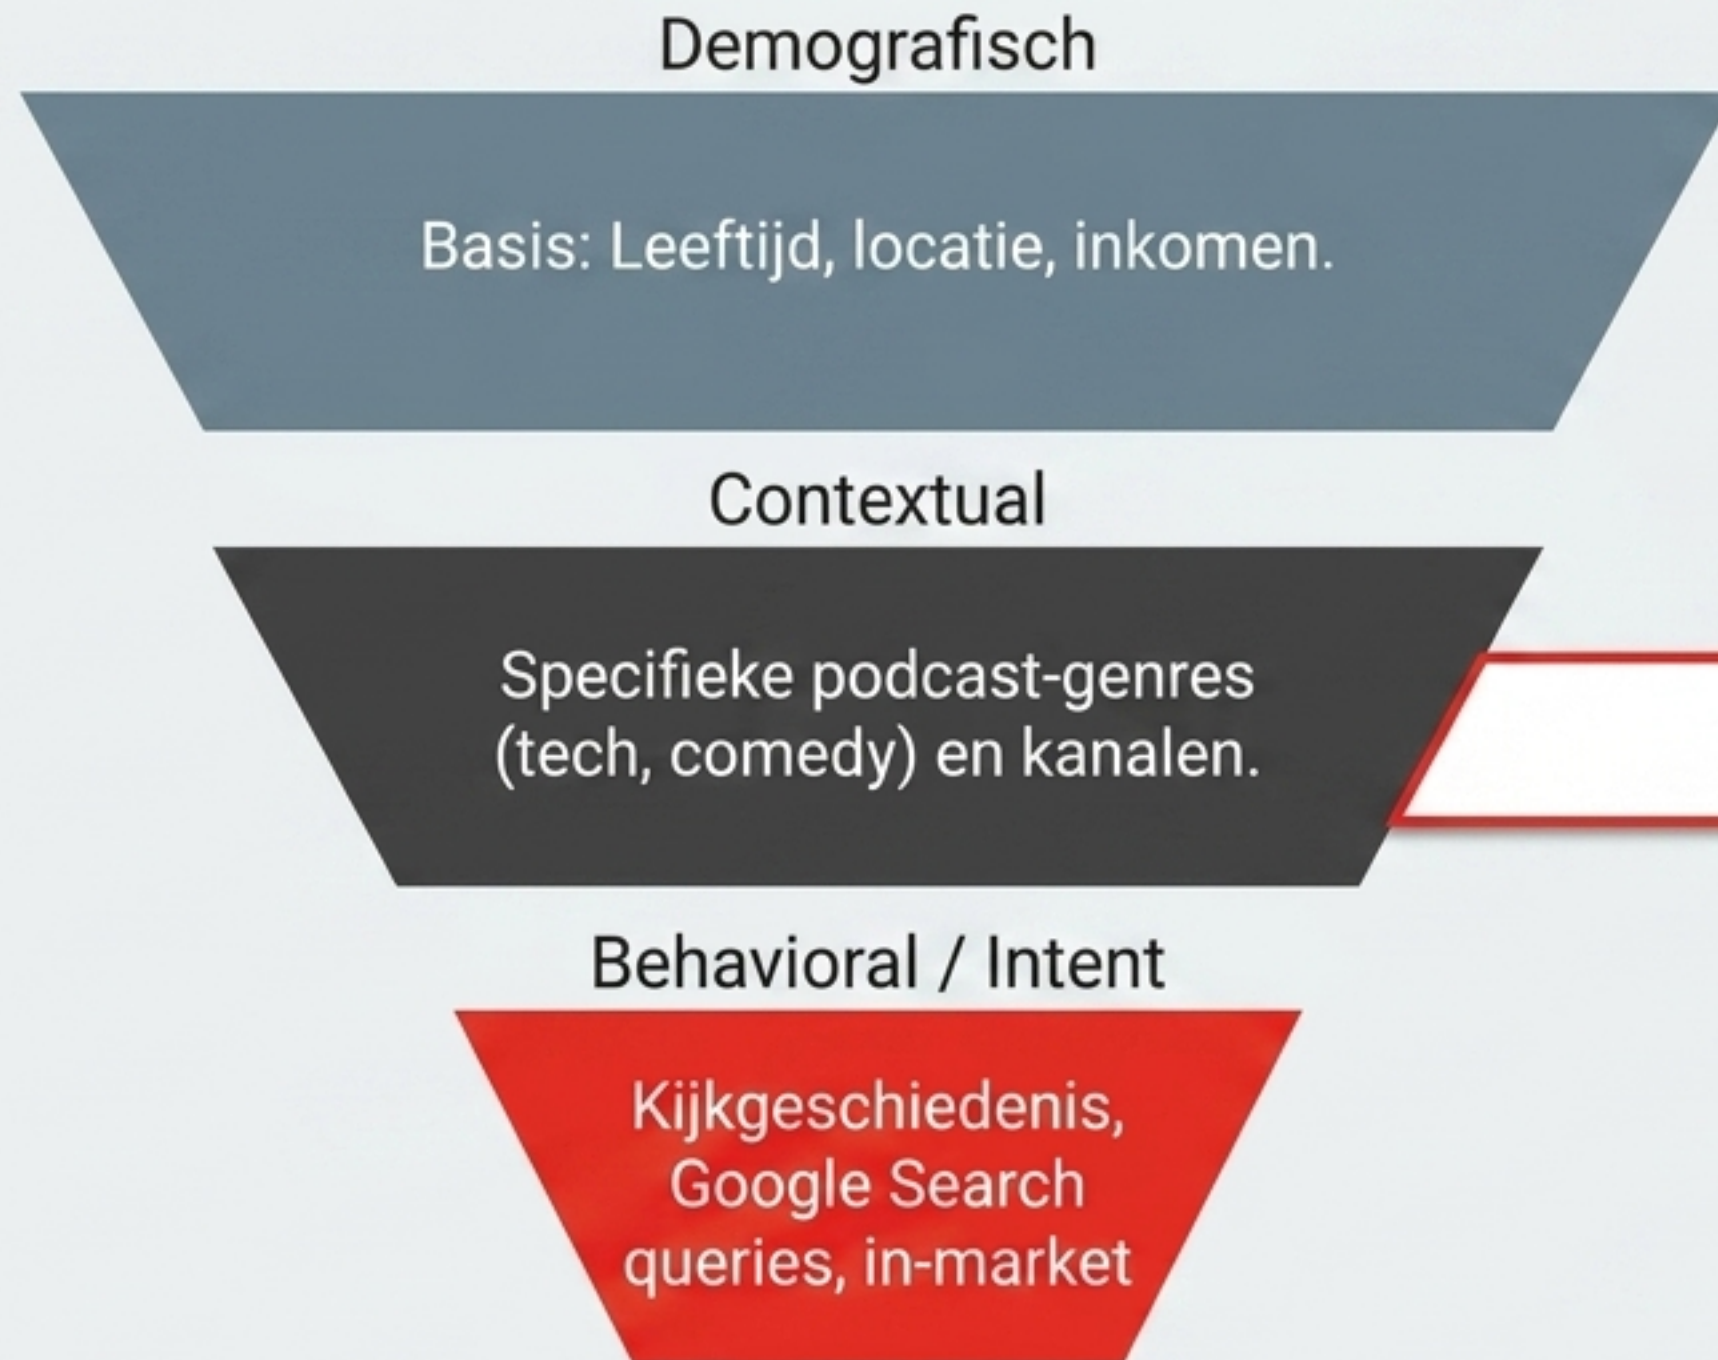 Demografisch
Basis: Leeftijd, locatie, inkomen.
Contextual
Specifieke podcast-genres
(tech, comedy) en kanalen.
Behavioral / Intent
Kijkgeschiedenis,
Google Search
queries, in-market